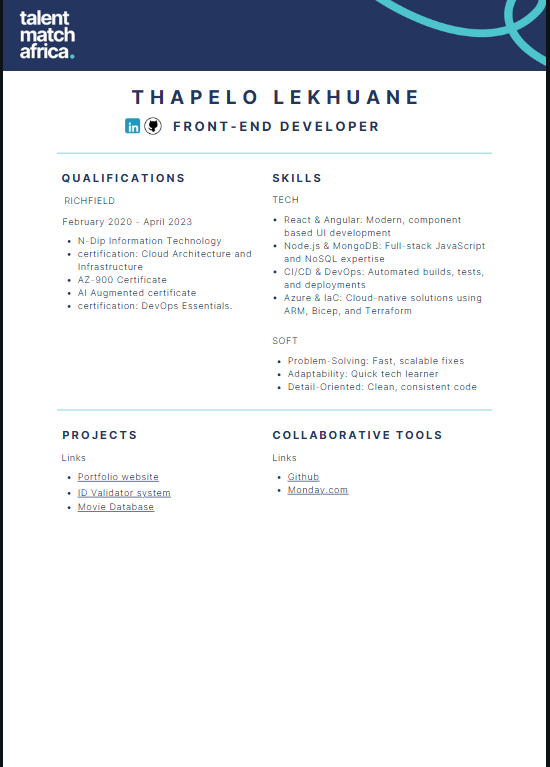 talent
match
africa.
THAPELO LEKHUANE
in
FRONT-END DEVELOPER
QUALIFICATIONS
RICHFIELD
February 2020 - April 2023
• N-Dip Information Technology
• certification: Cloud Architecture and
Infrastructure
• AZ-900 Certificate
• AI Augmented certificate
• certification: DevOps Essentials.
SKILLS
TECH
• React & Angular: Modern, component
based UI development
• Node.js & MongoDB: Full-stack JavaScript
and NoSQL expertise
• CI/CD & DevOps: Automated builds, tests,
and deployments
• Azure & IaC: Cloud-native solutions using
ARM, Bicep, and Terraform
SOFT
• Problem-Solving: Fast, scalable fixes
• Adaptability: Quick tech learner
• Detail-Oriented: Clean, consistent code
PROJECTS
Links
• Portfolio website
• ID Validator system
• Movie Database
COLLABORATIVE TOOLS
Links
• Github
• Monday.com